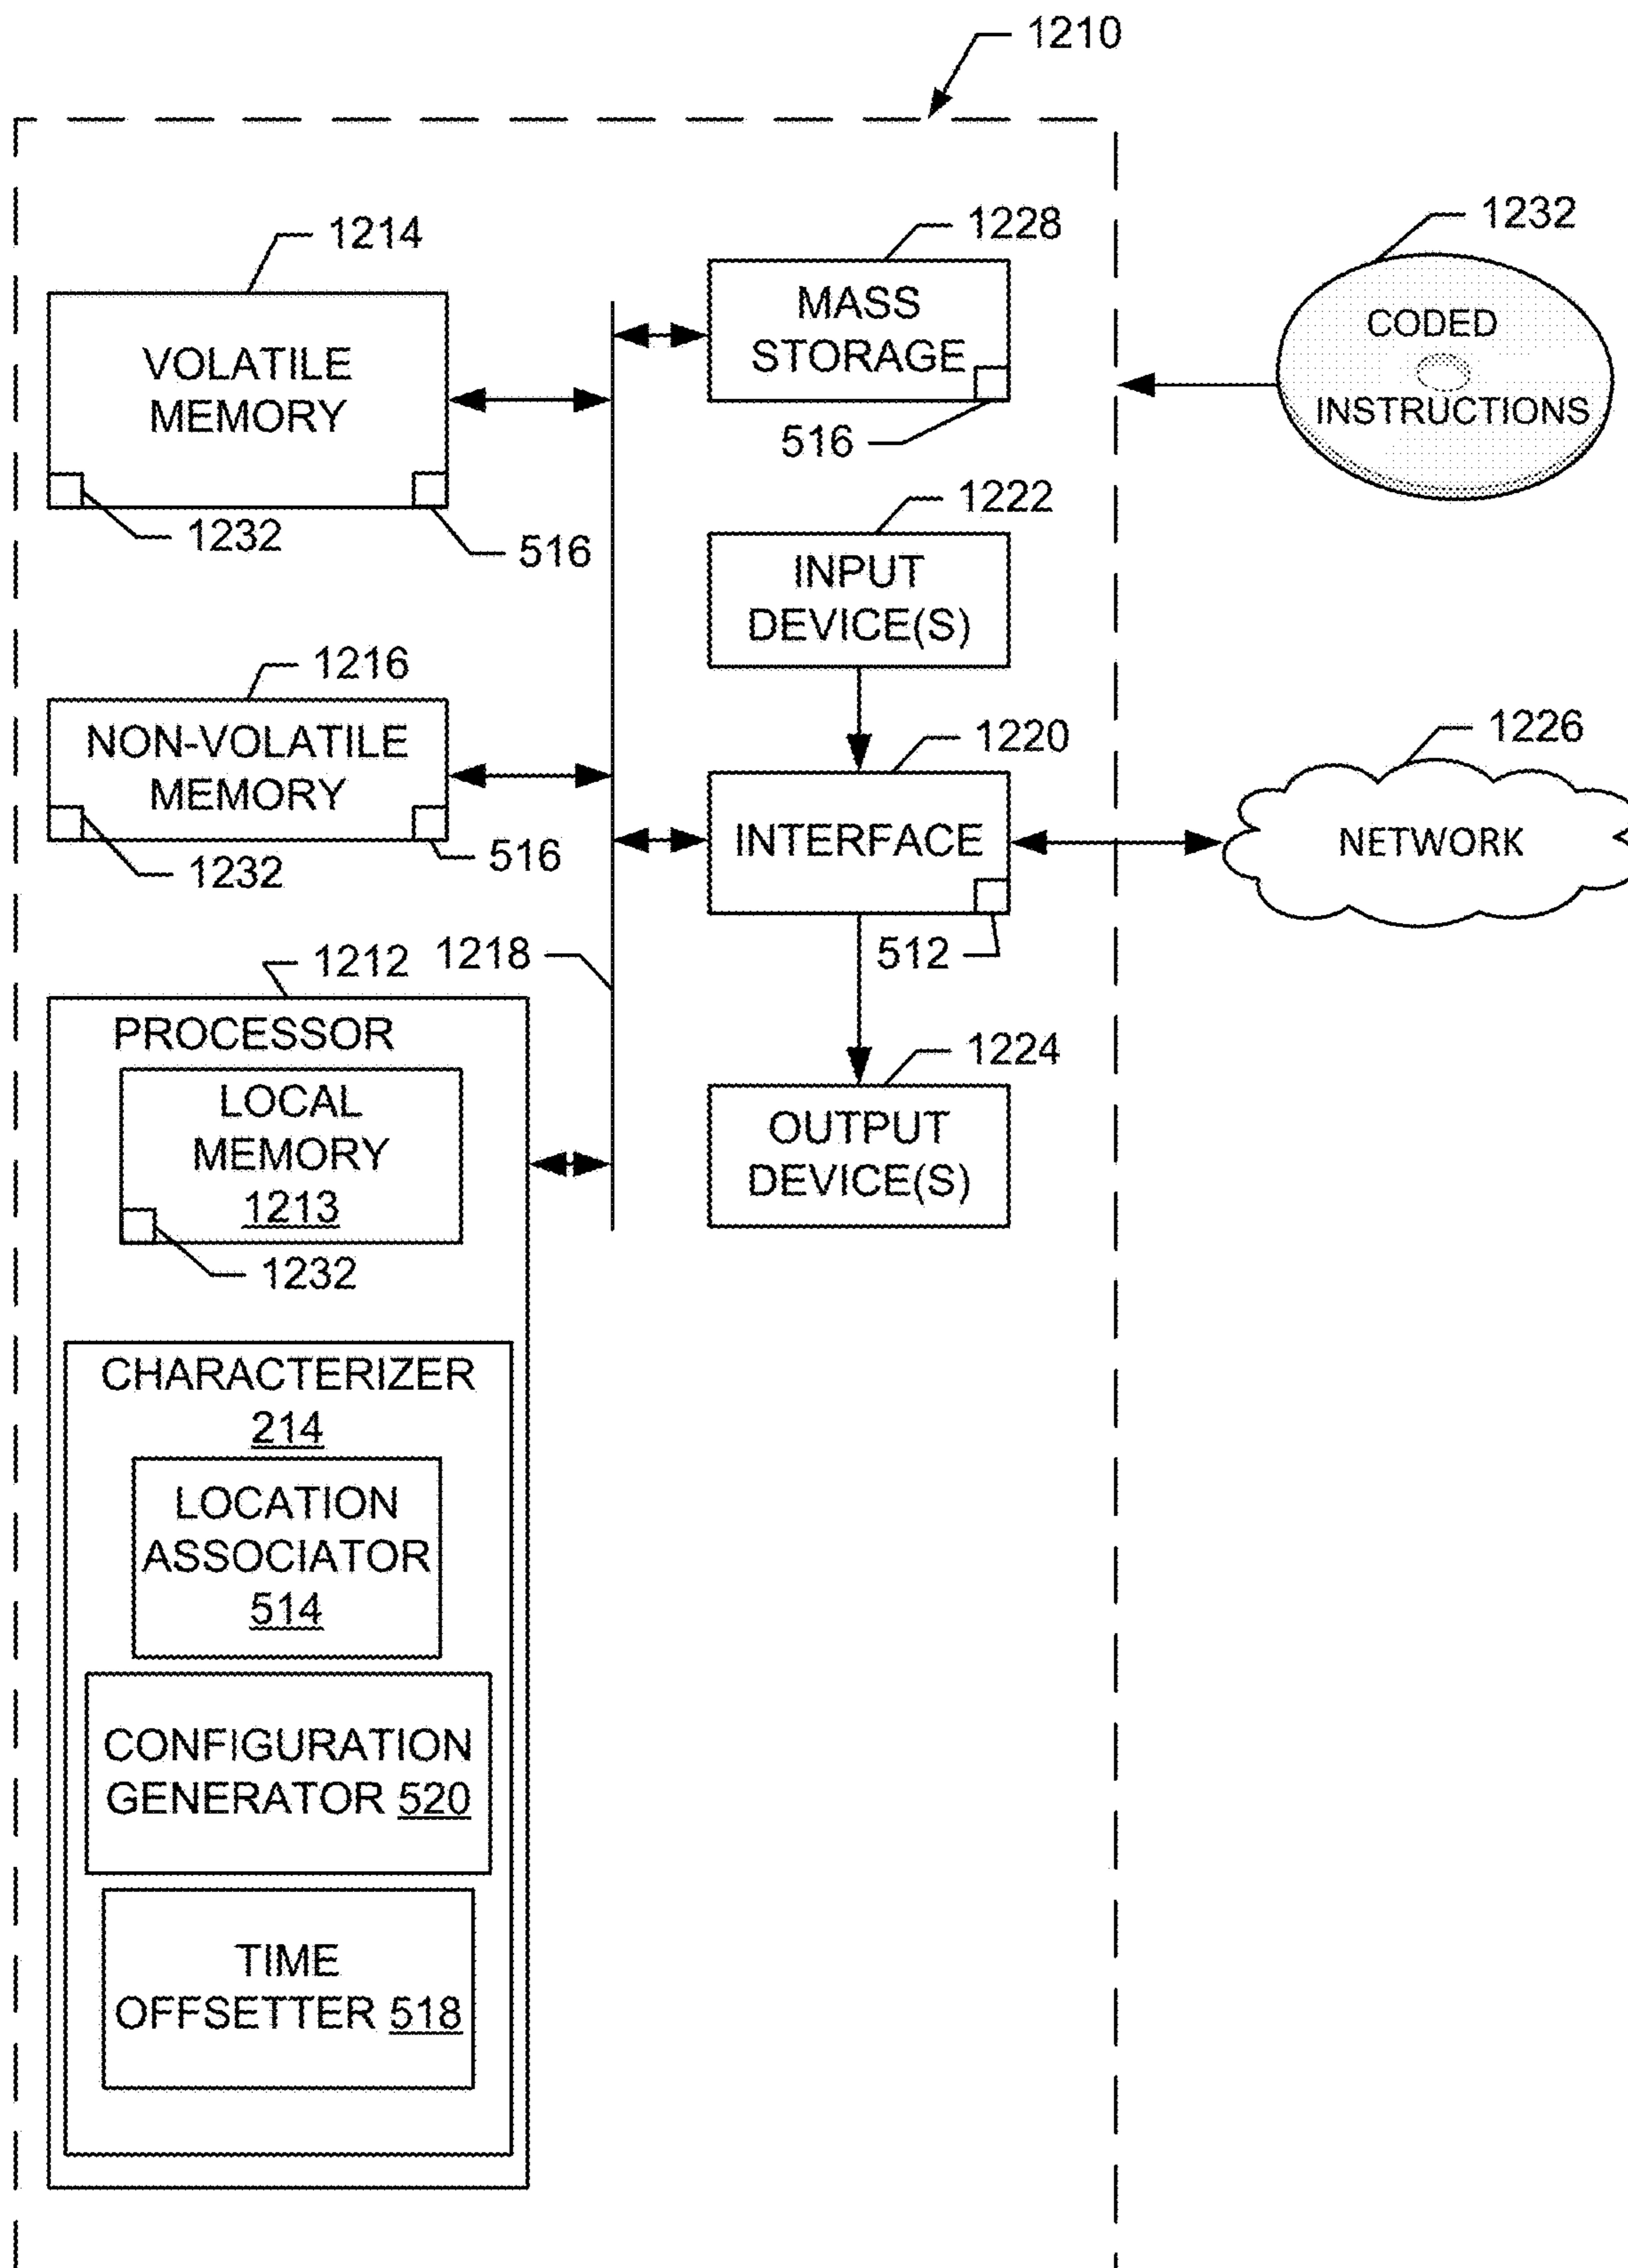 1210
1214
1228
1232
VOLATILE
MEMORY
MASS
STORAGE
CODED
INSTRUCTIONS
516
1232
516
1222
INPUT
DEVICE(S)
1216
NON-VOLATILE
MEMORY
1232
516
1220
INTERFACE
512
1226
NETWORK
1212
1218
PROCESSOR
LOCAL
MEMORY
1213
1232
1224
OUTPUT
DEVICE(S)
CHARACTERIZER
214
LOCATION
ASSOCIATOR
514
CONFIGURATION
GENERATOR 520
TIME
OFFSETTER 518